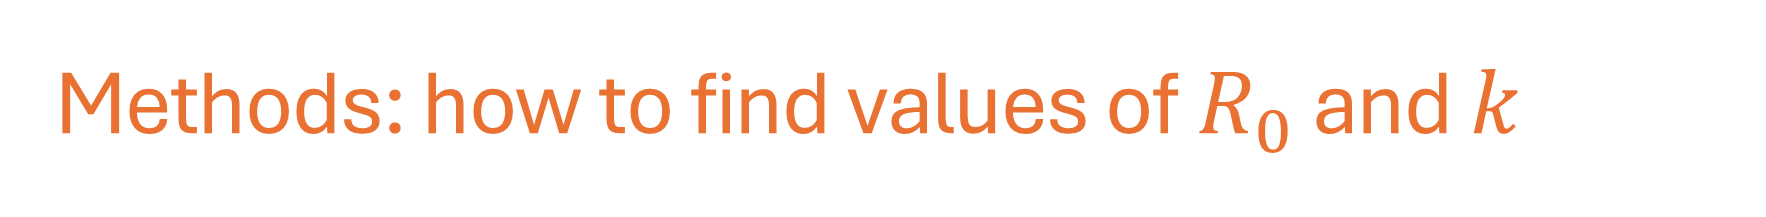 Methods: how to find values of R₀ and k